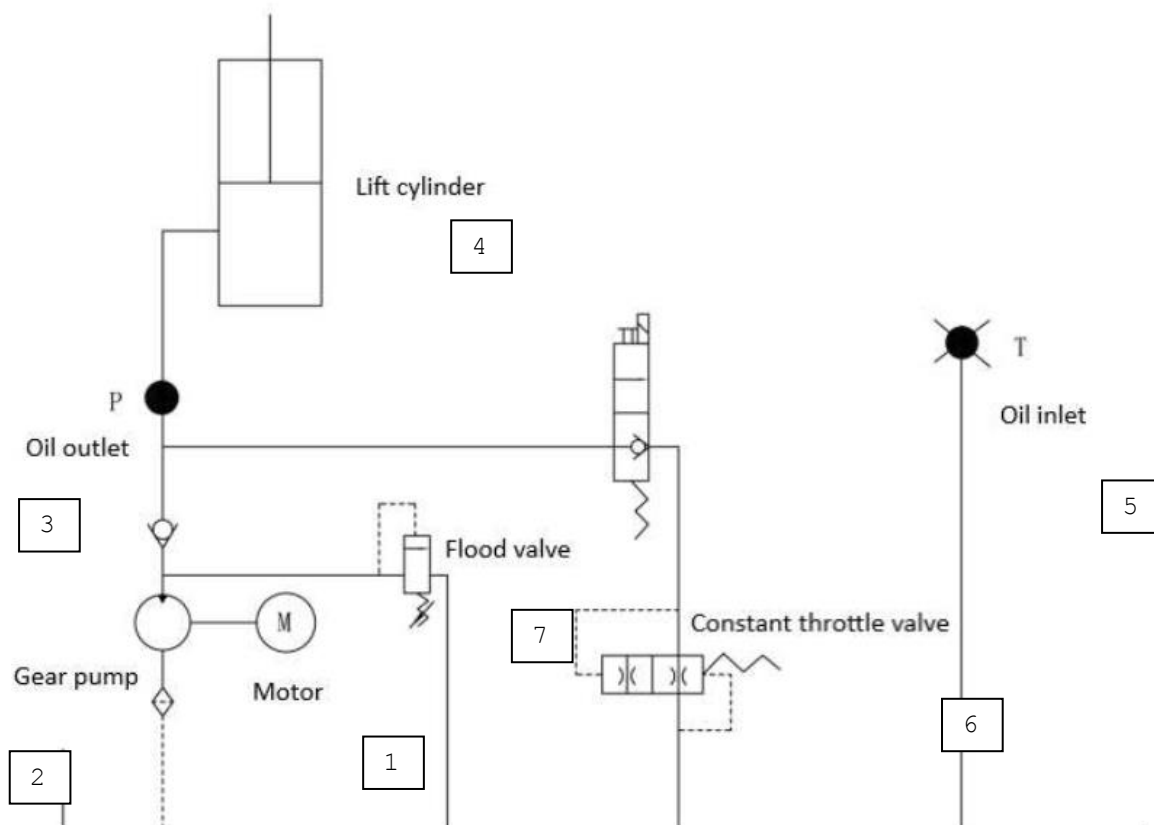 Lift cylinder
4
P
T
Oil inlet
Oil outlet
5
3
Flood valve
M
7
Constant throttle valve
Gear pump
Motor
6
1
2